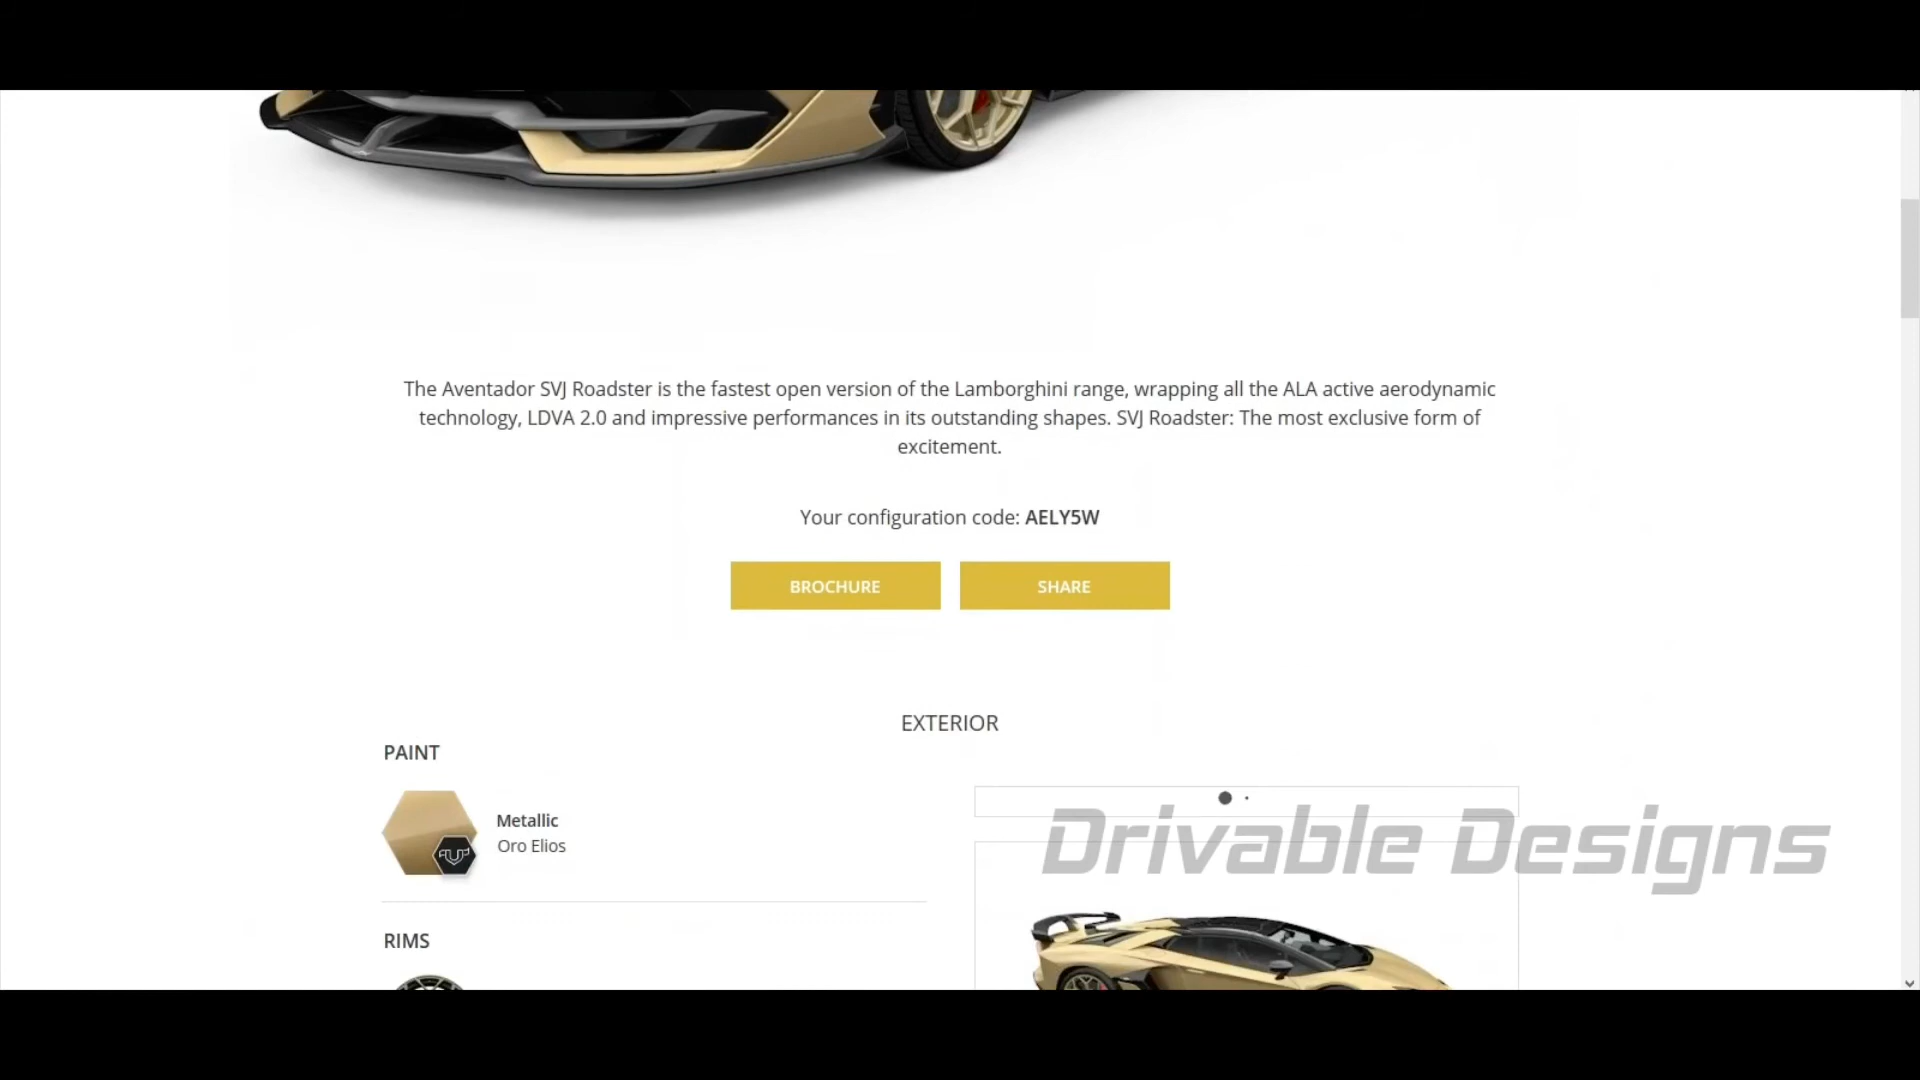 The Aventador SVJ Roadster is the fastest open version of the Lamborghini range, wrapping all the ALA active aerodynamic
technology, LDVA 2.0 and impressive performances in its outstanding shapes. SVJ Roadster: The most exclusive form of
excitement.
Your configuration code: AELY5W
BROCHURE
SHARE
EXTERIOR
PAINT
Metallic
Oro Elios
Drivable Designs
RIMS